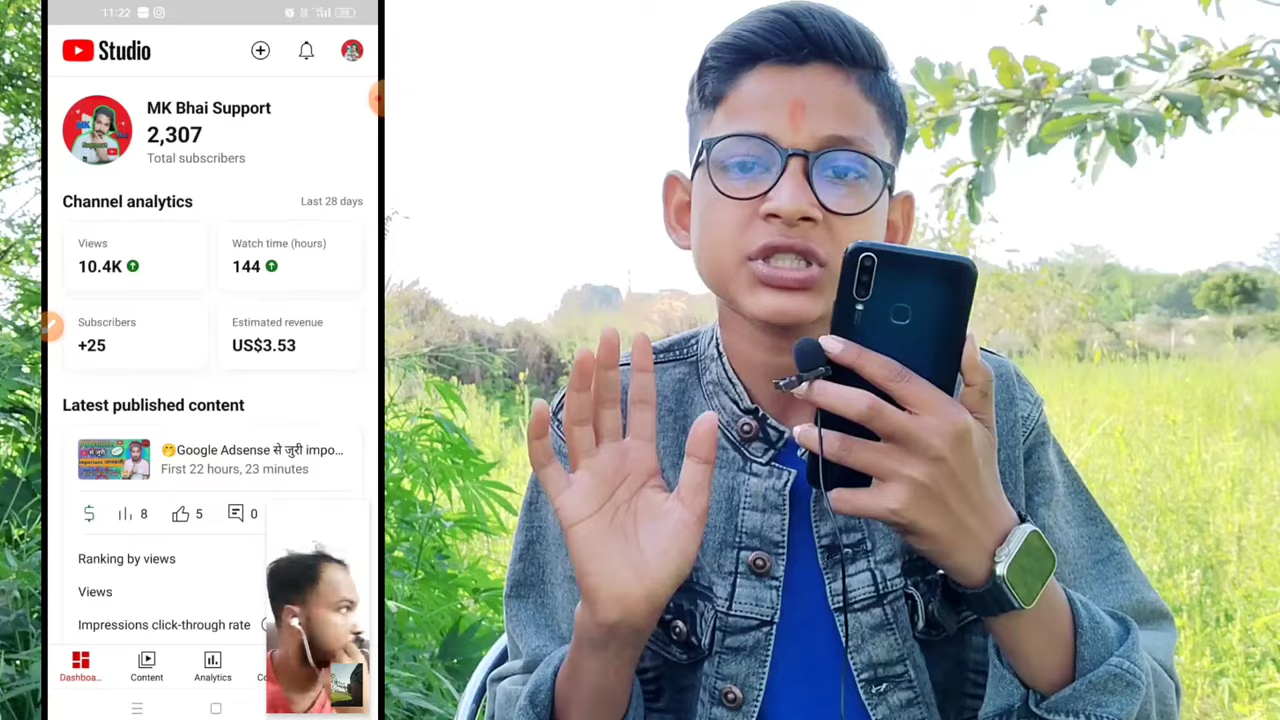 11:22
Studio
MK Bhai Support
2,307
Total subscribers
Channel analytics
Last 28 days
Views
10.4K
Watch time (hours)
144
Subscribers
+25
Estimated revenue
US$3.53
Latest published content
🤭Google Adsense से जुरी impo...
First 22 hours, 23 minutes
8
5
0
Ranking by views
Views
Impressions click-through rate
Dashboa...
Content
Analytics